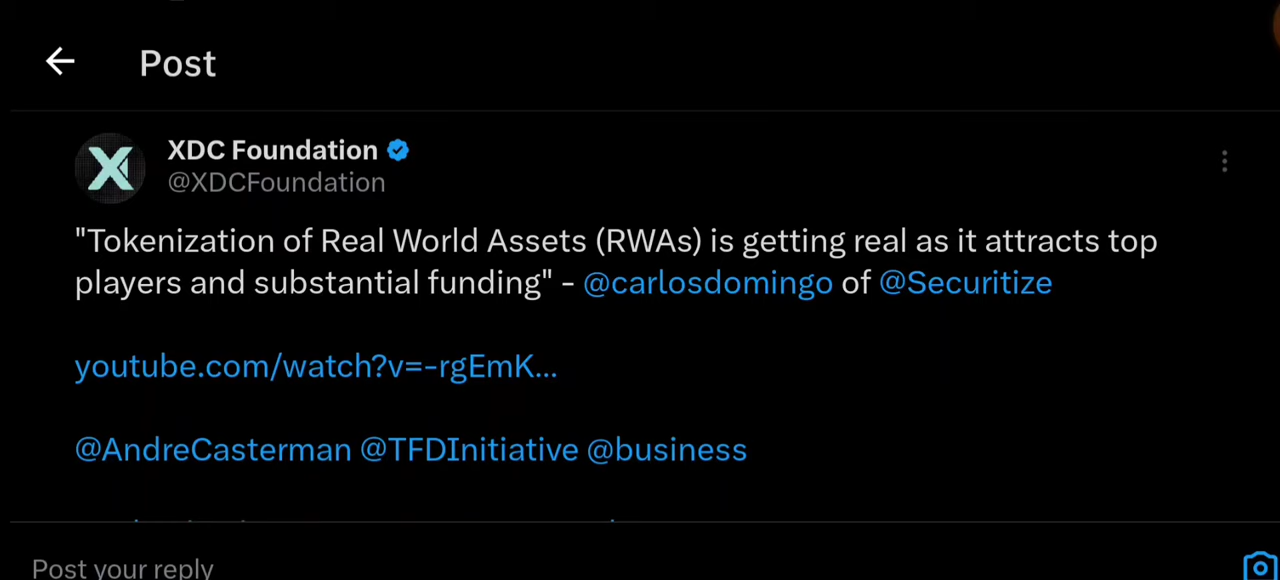 Post
XDC Foundation
@XDCFoundation
"Tokenization of Real World Assets (RWAs) is getting real as it attracts top
players and substantial funding" - @carlosdomingo of @Securitize
youtube.com/watch?v=-rgEmK...
@AndreCasterman @TFDInitiative @business
Post your reply